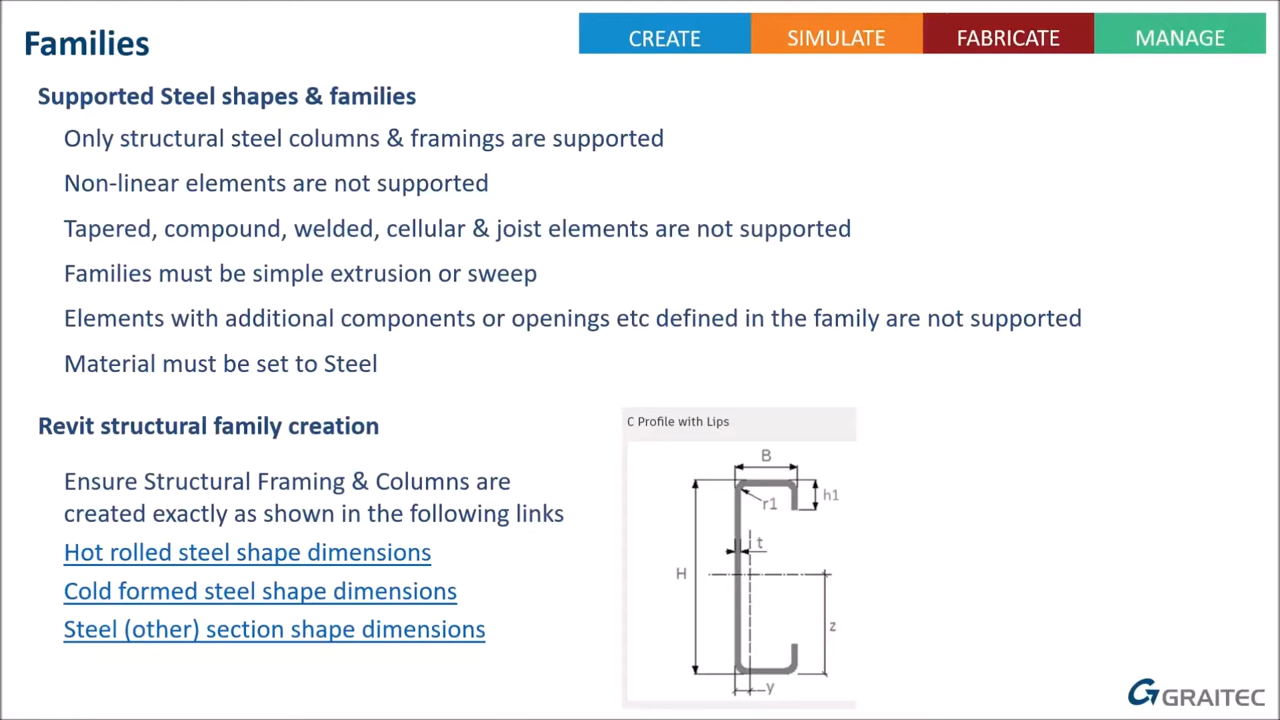 Families
CREATE
SIMULATE
FABRICATE
MANAGE
Supported Steel shapes & families
Only structural steel columns & framings are supported
Non-linear elements are not supported
Tapered, compound, welded, cellular & joist elements are not supported
Families must be simple extrusion or sweep
Elements with additional components or openings etc defined in the family are not supported
Material must be set to Steel
Revit structural family creation
Ensure Structural Framing & Columns are
created exactly as shown in the following links
Hot rolled steel shape dimensions
Cold formed steel shape dimensions
Steel (other) section shape dimensions
C Profile with Lips
B
h1
r1
t
H
z
y
GRAITEC